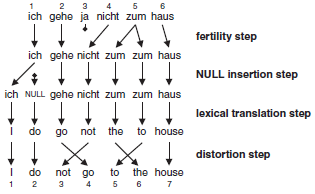 1 2 3 4 5 6
ich gehe ja nicht zum haus
fertility step
ich gehe nicht zum zum haus
NULL insertion step
ich NULL gehe nicht zum zum haus
lexical translation step
I do go not the to house
distortion step
I do not go to the house
1 2 3 4 5 6 7